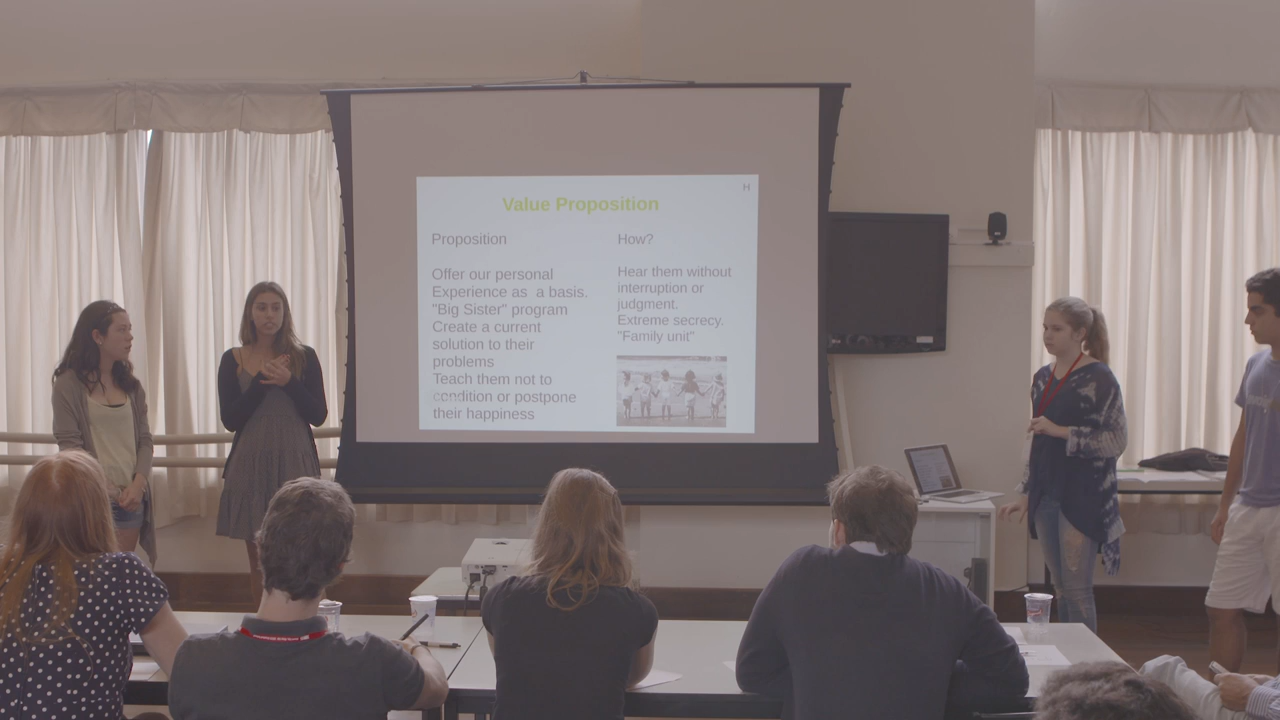 H
Value Proposition
Proposition
Offer our personal
Experience as a basis.
"Big Sister" program
Create a current
solution to their
problems
Teach them not to
condition or postpone
their happiness
How?
Hear them without
interruption or
judgment.
Extreme secrecy.
"Family unit"